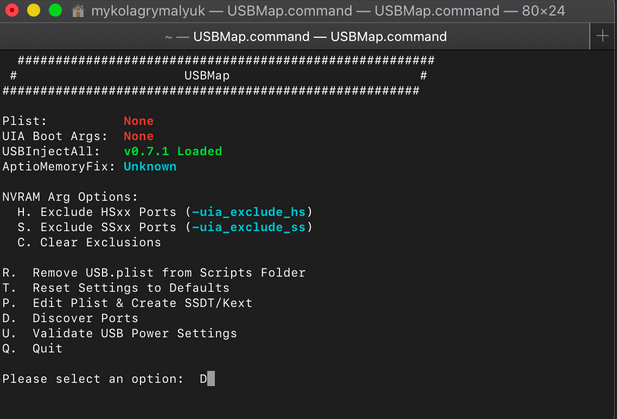 mykolagrymalyuk — USBMap.command — USBMap.command — 80×24
~ — USBMap.command — USBMap.command
#######################################################
# USBMap #
#######################################################
Plist: None
UIA Boot Args: None
USBInjectAll: v0.7.1 Loaded
AptioMemoryFix: Unknown
NVRAM Arg Options:
H. Exclude HSxx Ports (-uia_exclude_hs)
S. Exclude SSxx Ports (-uia_exclude_ss)
C. Clear Exclusions
R. Remove USB.plist from Scripts Folder
T. Reset Settings to Defaults
P. Edit Plist & Create SSDT/Kext
D. Discover Ports
U. Validate USB Power Settings
Q. Quit
Please select an option: D